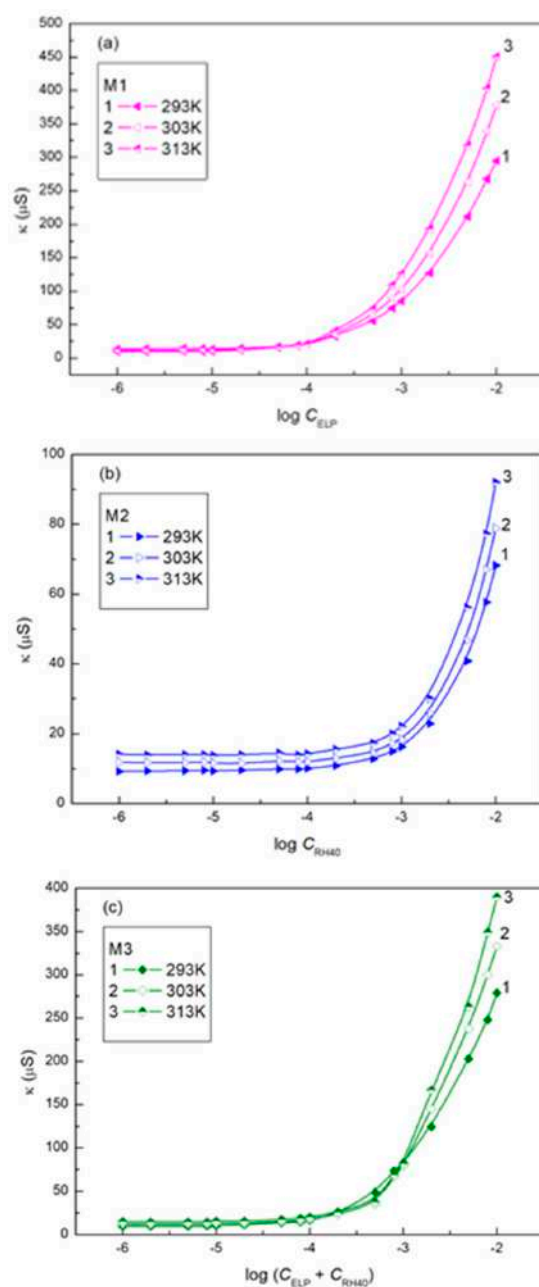 (a)
M1
1 293K
2 303K
3 313K
500
450
400
350
300
250
200
150
100
50
0
κ (μS)
3
2
1
-6 -5 -4 -3 -2
log C_ELP
(b)
M2
1 293K
2 303K
3 313K
100
80
60
40
20
0
κ (μS)
3
2
1
-6 -5 -4 -3 -2
log C_RH40
(c)
M3
1 293K
2 303K
3 313K
400
350
300
250
200
150
100
50
0
κ (μS)
3
2
1
-6 -5 -4 -3 -2
log (C_ELP + C_RH40)